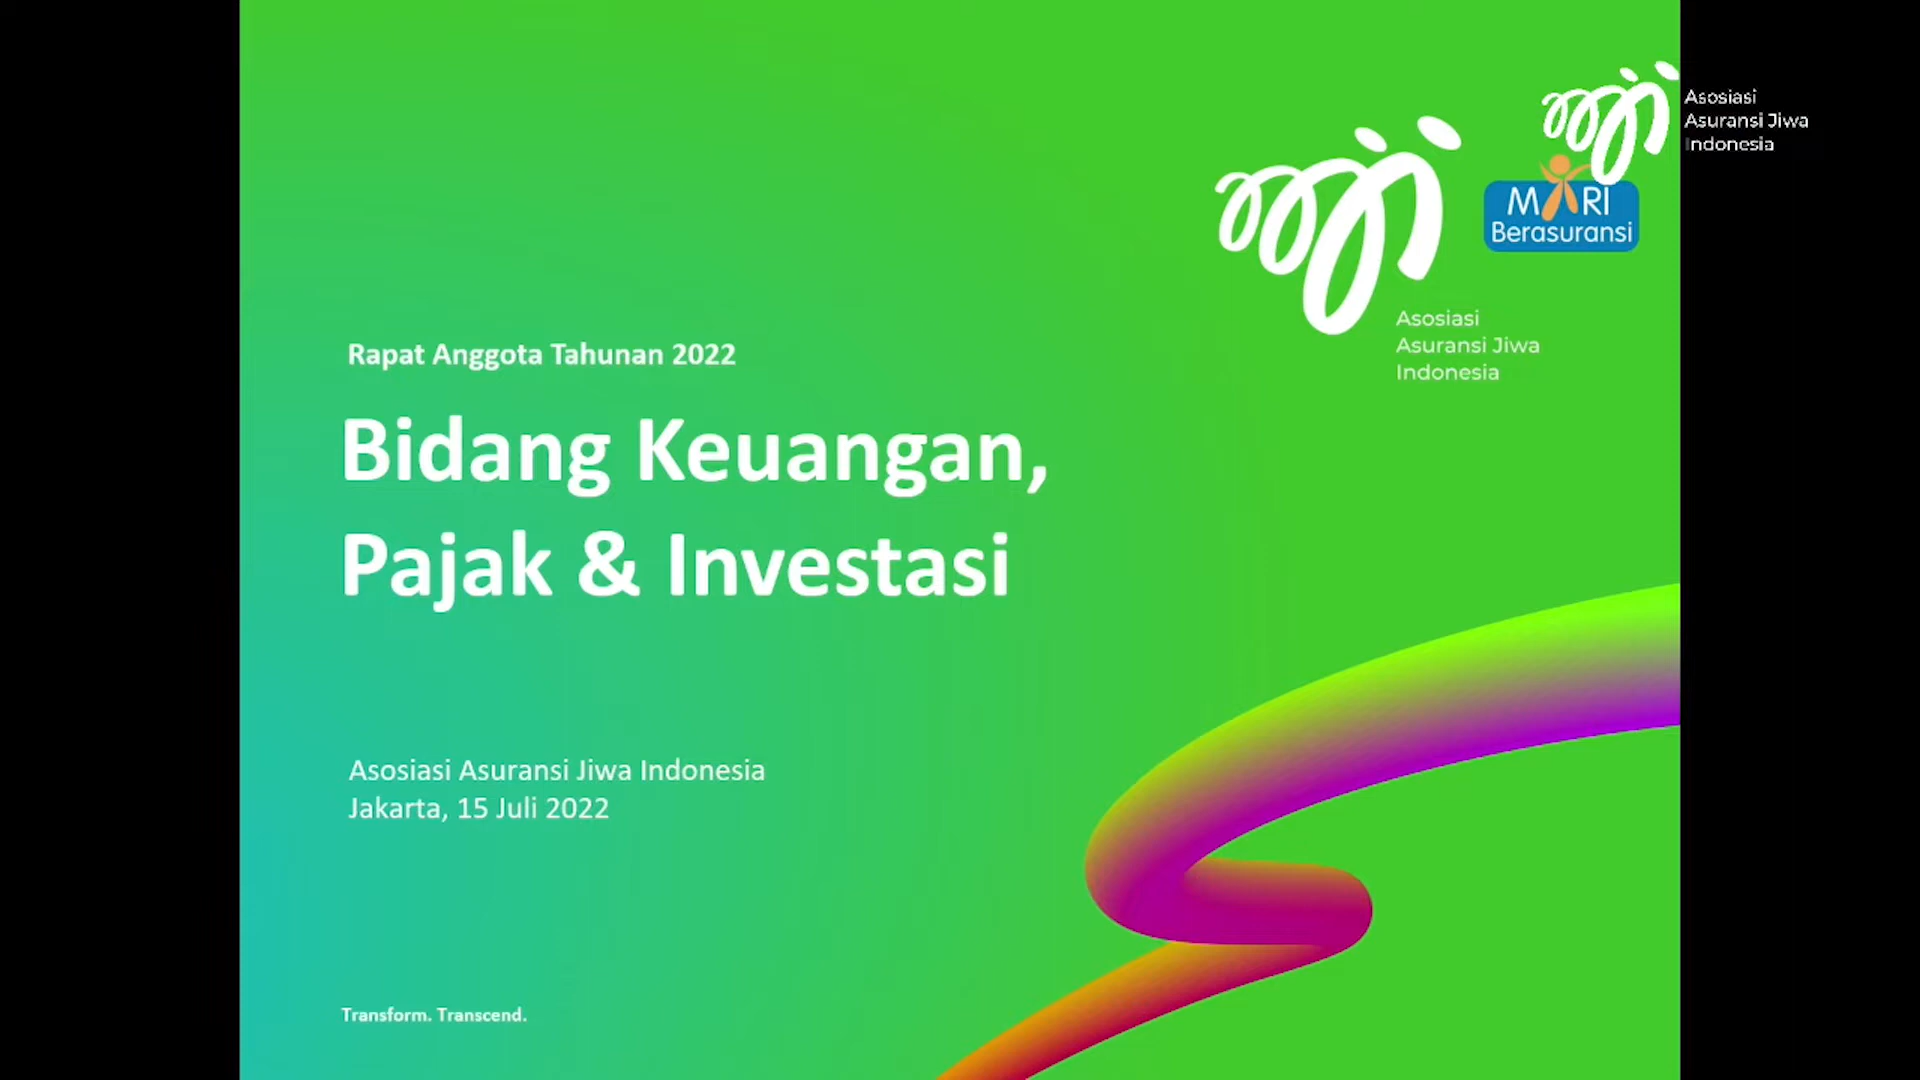 Asosiasi
Asuransi Jiwa
Indonesia
MARI
Berasuransi
Asosiasi
Asuransi Jiwa
Indonesia
Rapat Anggota Tahunan 2022
Bidang Keuangan,
Pajak & Investasi
Asosiasi Asuransi Jiwa Indonesia
Jakarta, 15 Juli 2022
Transform. Transcend.